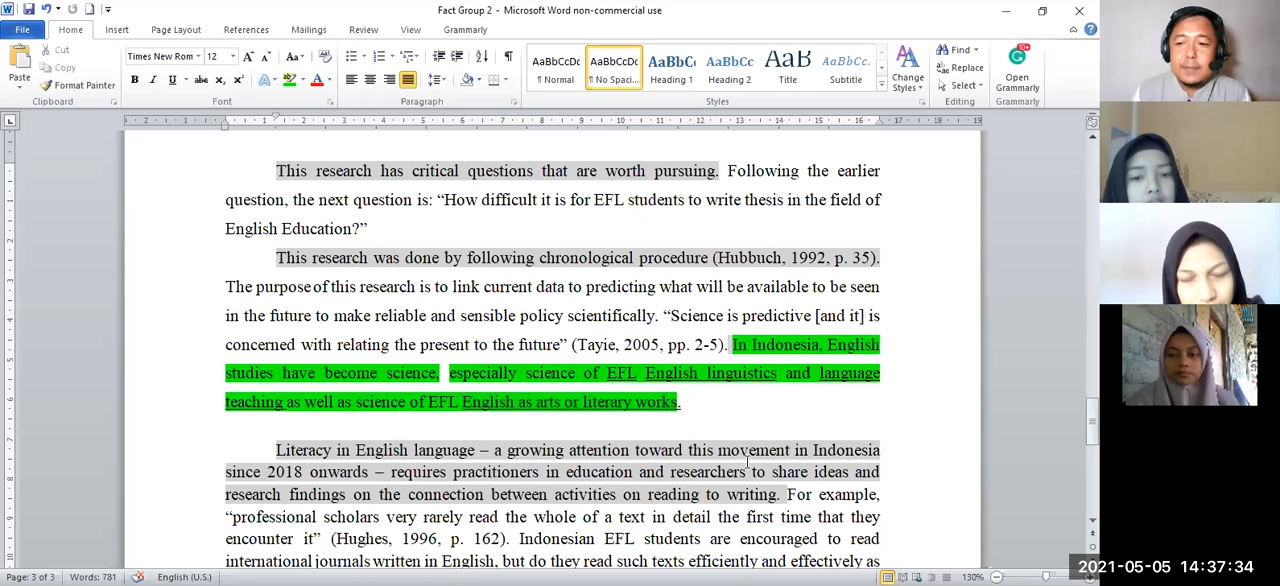 Fact Group 2 - Microsoft Word non-commercial use
File Home Insert Page Layout References Mailings Review View Grammarly
Paste
Cut
Copy
Format Painter
Clipboard
Times New Rom 12
Font
Paragraph
AaBbCcDc AaBbCcDc AaBbC AaBbCc AaB AaBbCc.
¶ Normal ¶ No Spaci... Heading 1 Heading 2 Title Subtitle
Styles
Change Styles
Find
Replace
Select
Editing
10+
Open Grammarly
Grammarly
This research has critical questions that are worth pursuing. Following the earlier
question, the next question is: “How difficult it is for EFL students to write thesis in the field of
English Education?”
This research was done by following chronological procedure (Hubbuch, 1992, p. 35).
The purpose of this research is to link current data to predicting what will be available to be seen
in the future to make reliable and sensible policy scientifically. “Science is predictive [and it] is
concerned with relating the present to the future” (Tayie, 2005, pp. 2-5). In Indonesia, English
studies have become science, especially science of EFL English linguistics and language
teaching as well as science of EFL English as arts or literary works.
Literacy in English language – a growing attention toward this movement in Indonesia
since 2018 onwards – requires practitioners in education and researchers to share ideas and
research findings on the connection between activities on reading to writing. For example,
“professional scholars very rarely read the whole of a text in detail the first time that they
encounter it” (Hughes, 1996, p. 162). Indonesian EFL students are encouraged to read
international journals written in English, but do they read such texts efficiently and effectively as
Page: 3 of 3 Words: 781 English (U.S.) 130%
2021-05-05 14:37:34